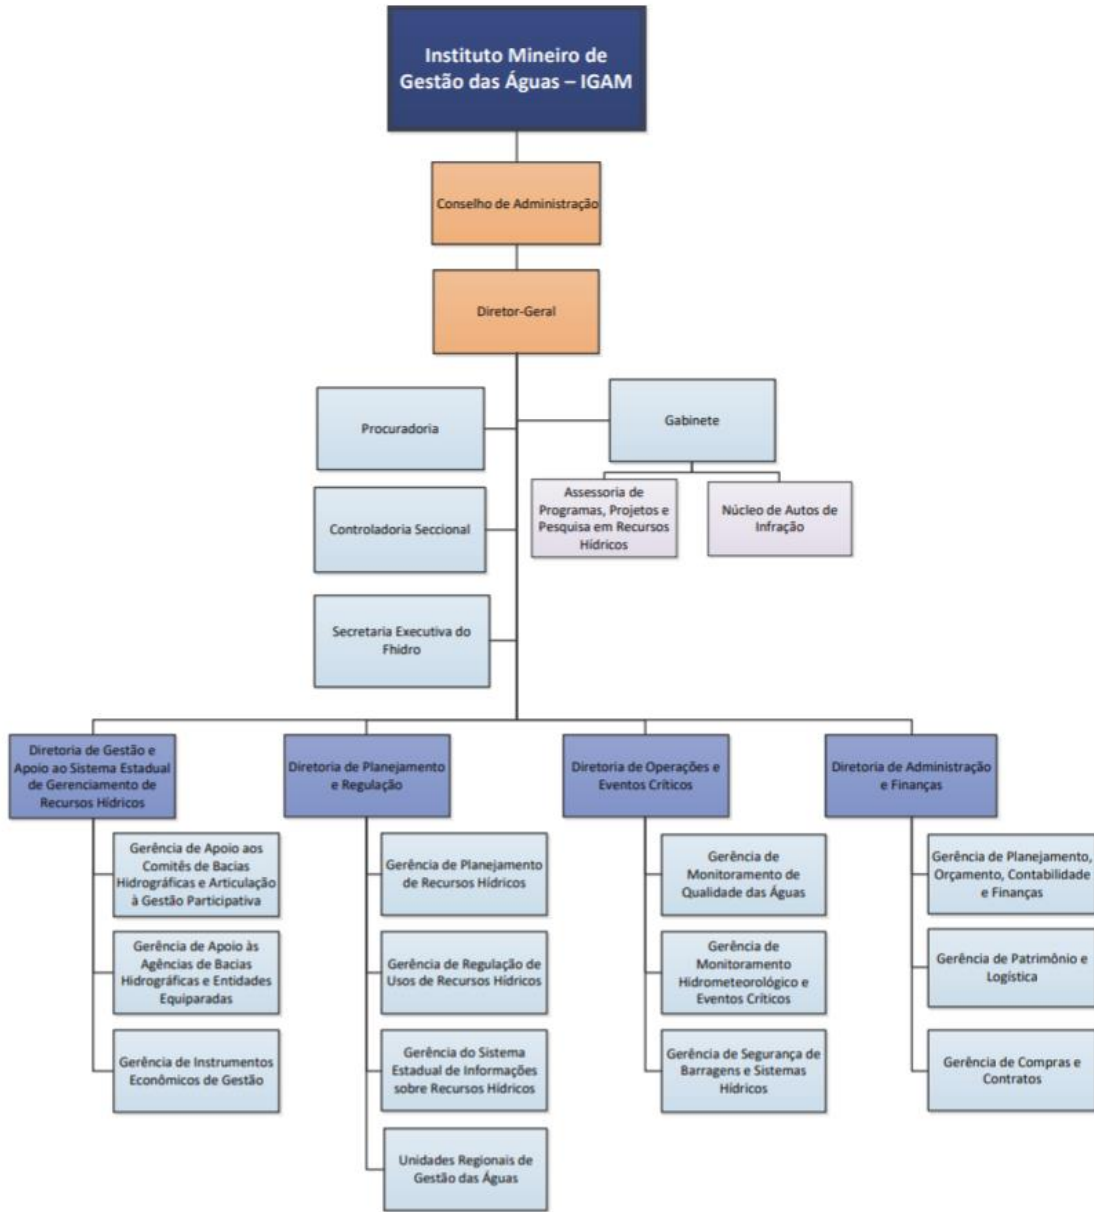 Instituto Mineiro de
Gestão das Águas – IGAM
Conselho de Administração
Diretor-Geral
Procuradoria
Gabinete
Assessoria de
Programas, Projetos e
Pesquisa em Recursos
Hídricos
Núcleo de Autos de
Infração
Controladoria Seccional
Secretaria Executiva do
Fhidro
Diretoria de Gestão e
Apoio ao Sistema Estadual
de Gerenciamento de
Recursos Hídricos
Gerência de Apoio aos
Comitês de Bacias
Hidrográficas e Articulação
à Gestão Participativa
Gerência de Apoio às
Agências de Bacias
Hidrográficas e Entidades
Equiparadas
Gerência de Instrumentos
Econômicos de Gestão
Diretoria de Planejamento
e Regulação
Gerência de Planejamento
de Recursos Hídricos
Gerência de Regulação de
Usos de Recursos Hídricos
Gerência do Sistema
Estadual de Informações
sobre Recursos Hídricos
Unidades Regionais de
Gestão das Águas
Diretoria de Operações e
Eventos Críticos
Gerência de
Monitoramento de
Qualidade das Águas
Gerência de
Monitoramento
Hidrometeorológico e
Eventos Críticos
Gerência de Segurança de
Barragens e Sistemas
Hídricos
Diretoria de Administração
e Finanças
Gerência de Planejamento,
Orçamento, Contabilidade
e Finanças
Gerência de Patrimônio e
Logística
Gerência de Compras e
Contratos